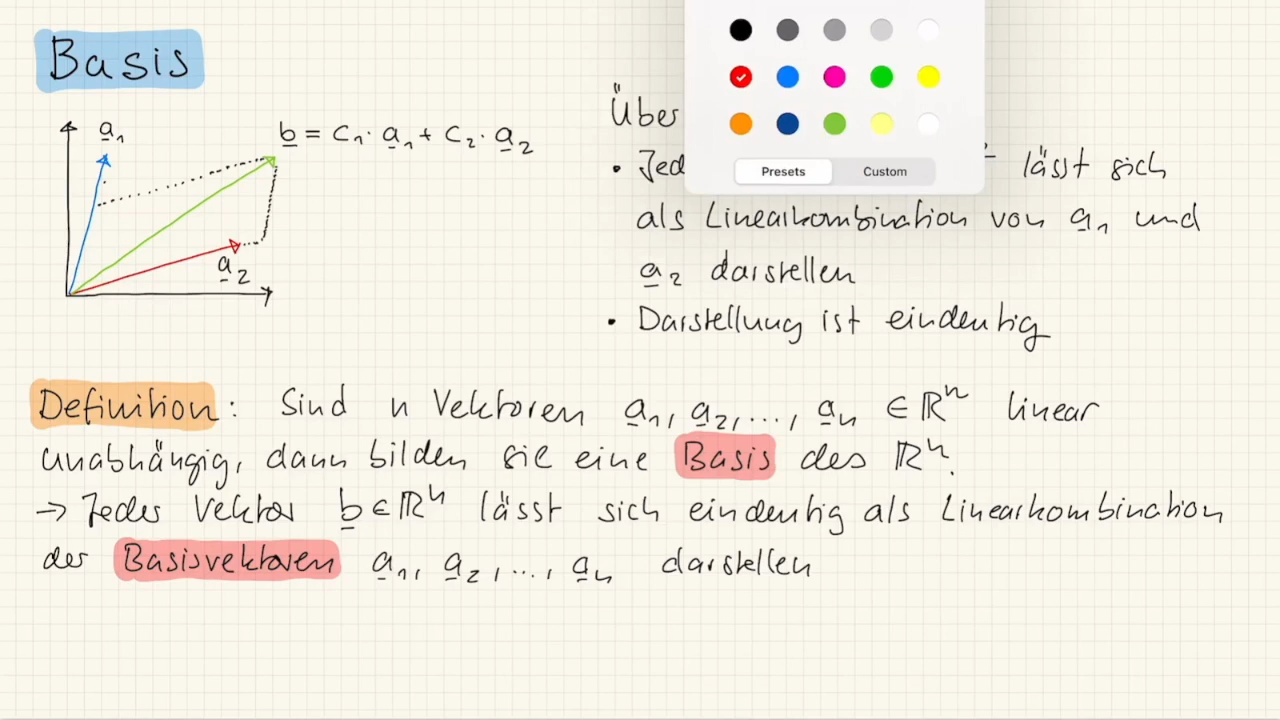 Basis
a₁
b = c₁· a₁ + c₂· a₂
a₂
Über
• Jed
lässt sich
als Linearkombination von a₁ und
a₂ darstellen
• Darstellung ist eindeutig
Presets Custom
Definition: Sind n Vektoren a₁, a₂, ..., aₙ ∈ ℝⁿ linear
unabhängig, dann bilden sie eine Basis des ℝⁿ.
→ Jeder Vektor b ∈ ℝⁿ lässt sich eindeutig als Linearkombination
der Basisvektoren a₁, a₂, ..., aₙ darstellen